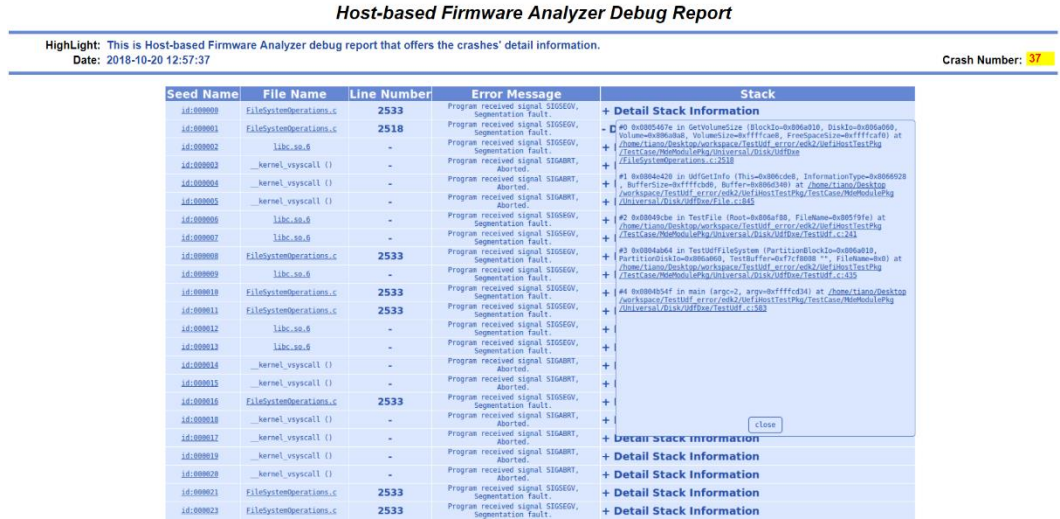 Host-based Firmware Analyzer Debug Report
HighLight: This is Host-based Firmware Analyzer debug report that offers the crashes' detail information.
Date: 2018-10-20 12:57:37
Crash Number: 37
Seed Name File Name Line Number Error Message Stack
id:000000 FileSystemOperations.c 2533 Program received signal SIGSEGV, Segmentation fault. + Detail Stack Information
id:000001 FileSystemOperations.c 2518 Program received signal SIGSEGV, Segmentation fault. - D
id:000002 libc.so.6 - Program received signal SIGSEGV, Segmentation fault. +
id:000003 __kernel_vsyscall () - Program received signal SIGABRT, Aborted. +
id:000004 __kernel_vsyscall () - Program received signal SIGABRT, Aborted. +
id:000005 __kernel_vsyscall () - Program received signal SIGABRT, Aborted. +
id:000006 libc.so.6 - Program received signal SIGSEGV, Segmentation fault. +
id:000007 libc.so.6 - Program received signal SIGSEGV, Segmentation fault. +
id:000008 FileSystemOperations.c 2533 Program received signal SIGSEGV, Segmentation fault. +
id:000009 libc.so.6 - Program received signal SIGSEGV, Segmentation fault. +
id:000010 FileSystemOperations.c 2533 Program received signal SIGSEGV, Segmentation fault. +
id:000011 FileSystemOperations.c 2533 Program received signal SIGSEGV, Segmentation fault. +
id:000012 libc.so.6 - Program received signal SIGSEGV, Segmentation fault. +
id:000013 libc.so.6 - Program received signal SIGSEGV, Segmentation fault. +
id:000014 __kernel_vsyscall () - Program received signal SIGABRT, Aborted. +
id:000015 __kernel_vsyscall () - Program received signal SIGABRT, Aborted. +
id:000016 FileSystemOperations.c 2533 Program received signal SIGSEGV, Segmentation fault. +
id:000018 __kernel_vsyscall () - Program received signal SIGABRT, Aborted. +
id:000017 __kernel_vsyscall () - Program received signal SIGABRT, Aborted. + Detail Stack Information
id:000019 __kernel_vsyscall () - Program received signal SIGABRT, Aborted. + Detail Stack Information
id:000020 __kernel_vsyscall () - Program received signal SIGABRT, Aborted. + Detail Stack Information
id:000021 FileSystemOperations.c 2533 Program received signal SIGSEGV, Segmentation fault. + Detail Stack Information
id:000023 FileSystemOperations.c 2533 Program received signal SIGSEGV, Segmentation fault. + Detail Stack Information
#0 0x0805467e in GetVolumeSize (BlockIo=0x806a010, DiskIo=0x806a060,
Volume=0x806a0a8, VolumeSize=0xffffcae8, FreeSpaceSize=0xffffcaf0) at
/home/tiano/Desktop/workspace/TestUdf_error/edk2/UefiHostTestPkg
/TestCase/MdeModulePkg/Universal/Disk/UdfDxe
/FileSystemOperations.c:2518
#1 0x0804e420 in UdfGetInfo (This=0x806cde8, InformationType=0x8066928
, BufferSize=0xffffcbd0, Buffer=0x806d340) at /home/tiano/Desktop
/workspace/TestUdf_error/edk2/UefiHostTestPkg/TestCase/MdeModulePkg
/Universal/Disk/UdfDxe/File.c:845
#2 0x08049cbe in TestFile (Root=0x806af88, FileName=0x805f9fe) at
/home/tiano/Desktop/workspace/TestUdf_error/edk2/UefiHostTestPkg
/TestCase/MdeModulePkg/Universal/Disk/UdfDxe/TestUdf.c:241
#3 0x0804ab64 in TestUdfFileSystem (PartitionBlockIo=0x806a010,
PartitionDiskIo=0x806a060, TestBuffer=0xf7cf8008 "", FileName=0x0) at
/home/tiano/Desktop/workspace/TestUdf_error/edk2/UefiHostTestPkg
/TestCase/MdeModulePkg/Universal/Disk/UdfDxe/TestUdf.c:435
#4 0x0804b54f in main (argc=2, argv=0xffffcd34) at /home/tiano/Desktop
/workspace/TestUdf_error/edk2/UefiHostTestPkg/TestCase/MdeModulePkg
/Universal/Disk/UdfDxe/TestUdf.c:583
close